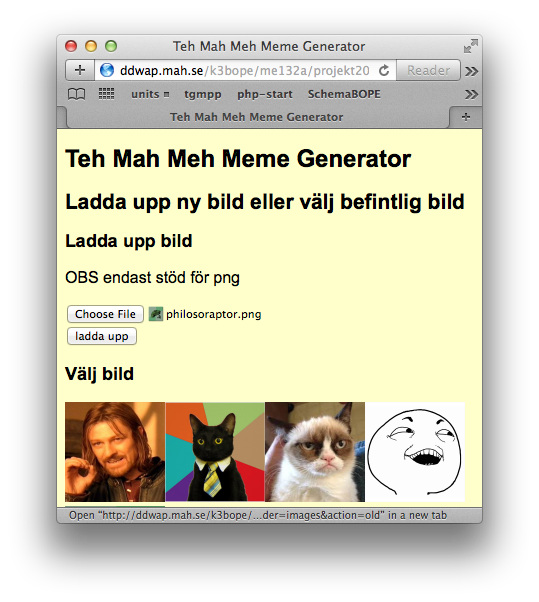 Teh Mah Meh Meme Generator
ddwap.mah.se/k3bope/me132a/projekt20
Reader
units
tgmpp
php-start
SchemaBOPE
Teh Mah Meh Meme Generator
Teh Mah Meh Meme Generator
Ladda upp ny bild eller välj befintlig bild
Ladda upp bild
OBS endast stöd för png
Choose File philosoraptor.png
ladda upp
Välj bild
Open "http://ddwap.mah.se/k3bope/...der=images&action=old" in a new tab